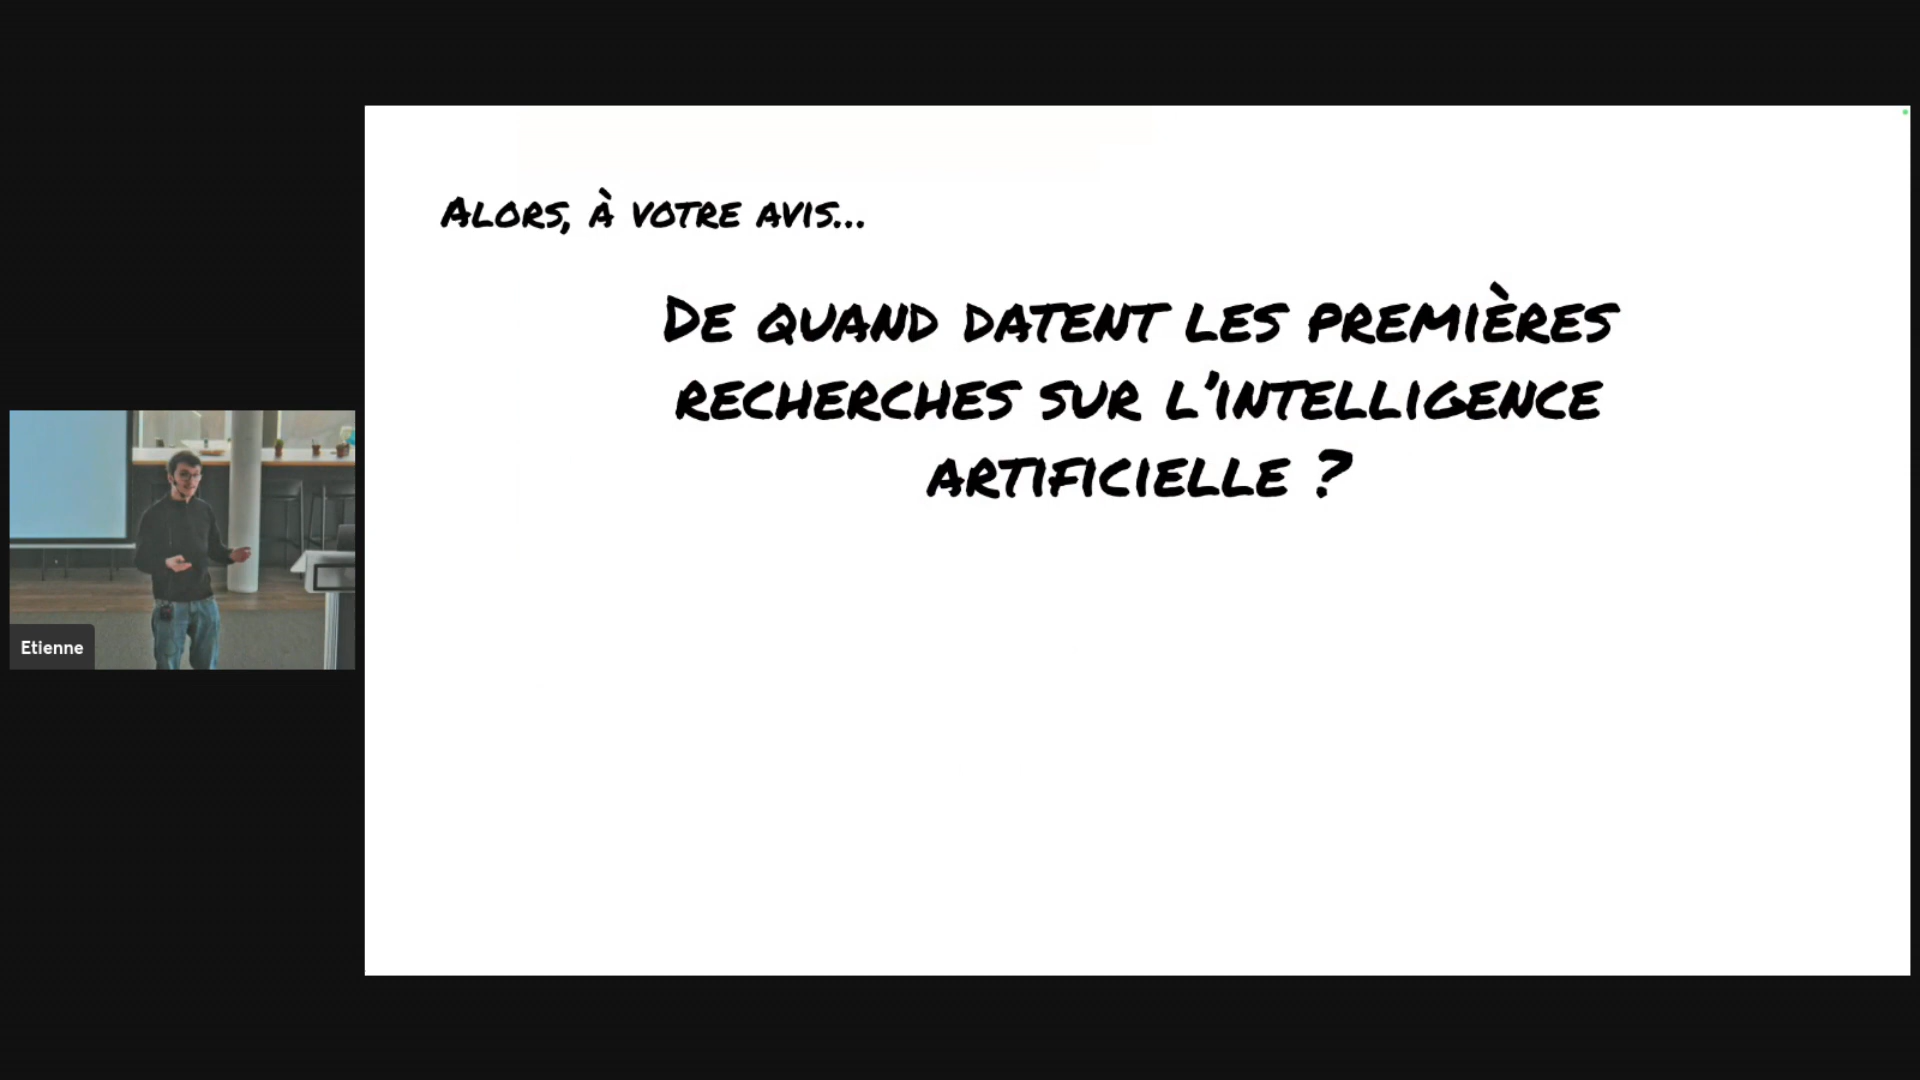 Alors, à votre avis...
De quand datent les premières
recherches sur l'intelligence
artificielle ?
Etienne